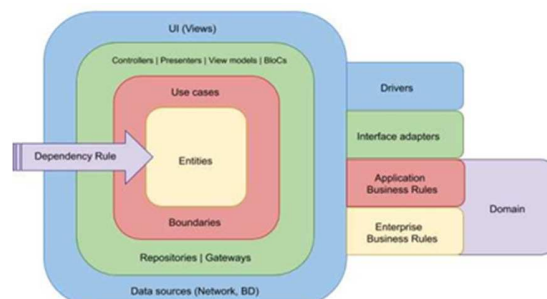 UI (Views)
Controllers | Presenters | View models | BloCs
Use cases
Dependency Rule
Entities
Boundaries
Repositories | Gateways
Data sources (Network, BD)
Drivers
Interface adapters
Application
Business Rules
Enterprise
Business Rules
Domain